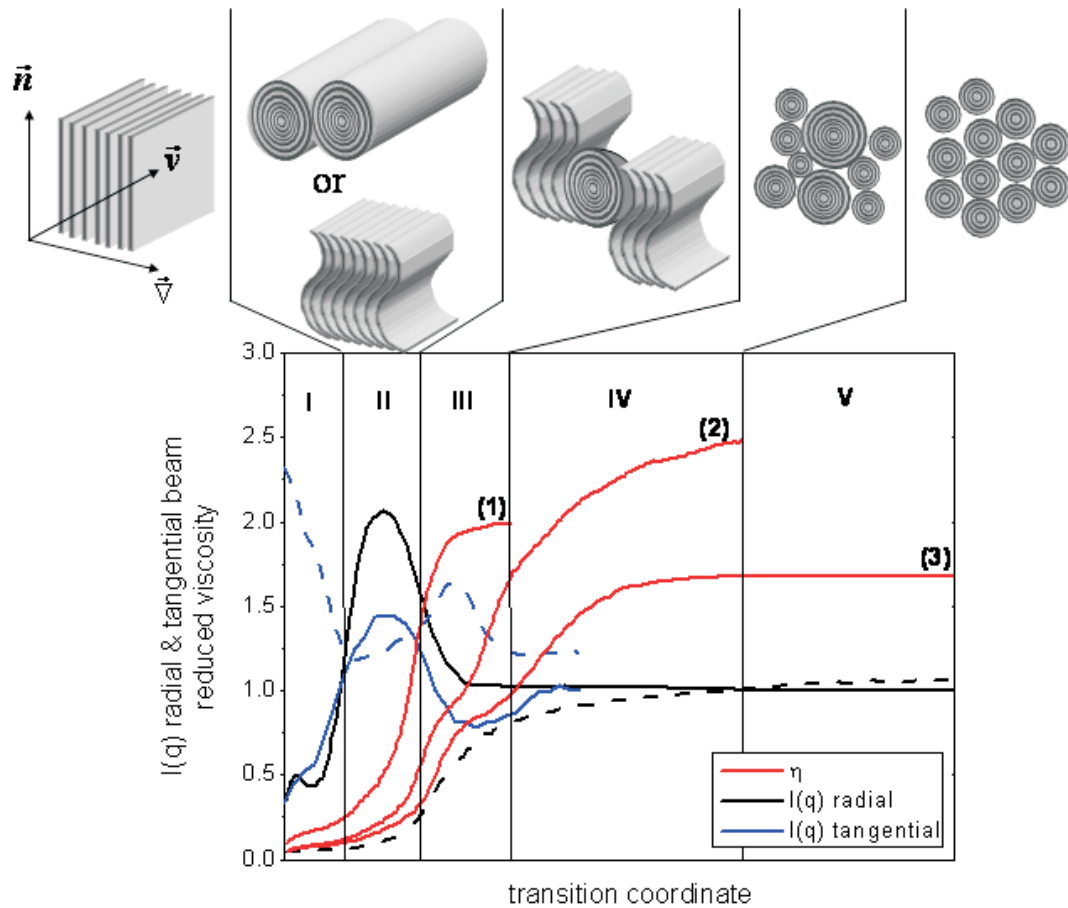 n
v
∇
or
3.0
2.5
2.0
1.5
1.0
0.5
0.0
I(q) radial & tangential beam
reduced viscosity
I
II
III
IV
V
(1)
(2)
(3)
η
I(q) radial
I(q) tangential
transition coordinate